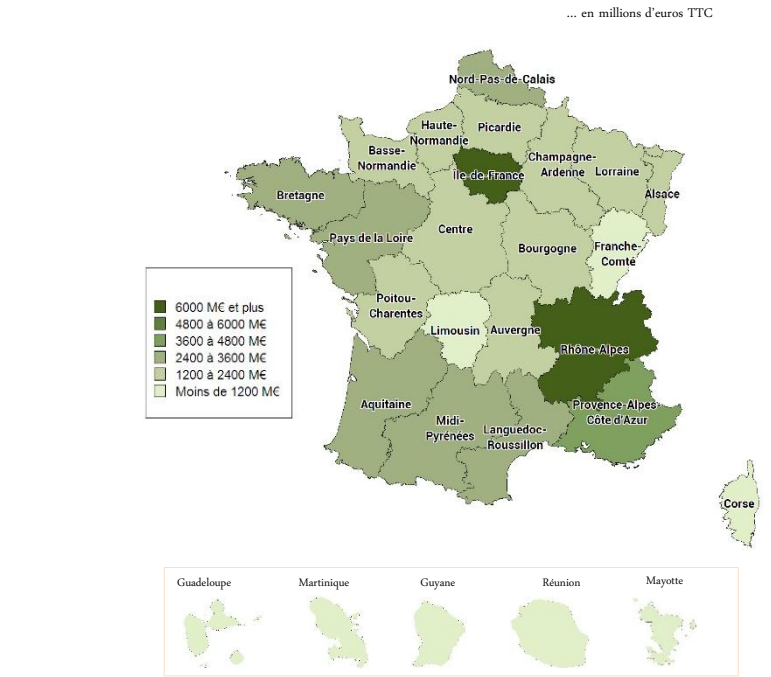 ... en millions d'euros TTC
Nord-Pas-de-Calais
Haute-
Normandie
Picardie
Basse-
Normandie
Île-de-France
Champagne-
Ardenne
Lorraine
Alsace
Bretagne
Pays de la Loire
Centre
Bourgogne
Franche-
Comté
6000 M€ et plus
4800 à 6000 M€
3600 à 4800 M€
2400 à 3600 M€
1200 à 2400 M€
Moins de 1200 M€
Poitou-
Charentes
Limousin
Auvergne
Rhône-Alpes
Aquitaine
Midi-
Pyrénées
Languedoc-
Roussillon
Provence-Alpes-
Côte d'Azur
Corse
Guadeloupe
Martinique
Guyane
Réunion
Mayotte